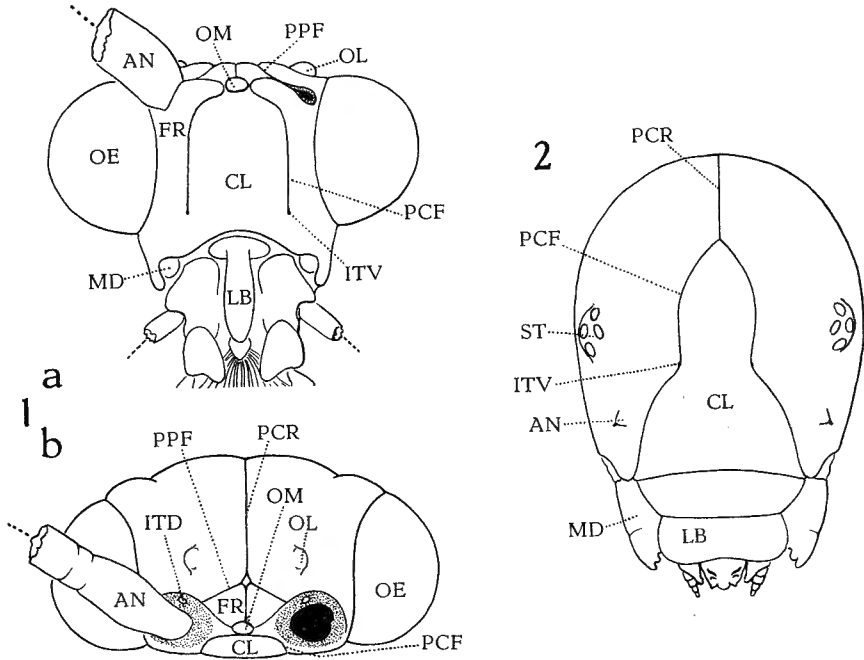 OM
PPF
OL
AN
FR
OE
CL
PCF
MD
ITV
LB
a
1
b
PPF
PCR
OM
ITD
OL
AN
FR
OE
CL
PCF
2
PCR
PCF
ST
ITV
CL
AN
MD
LB